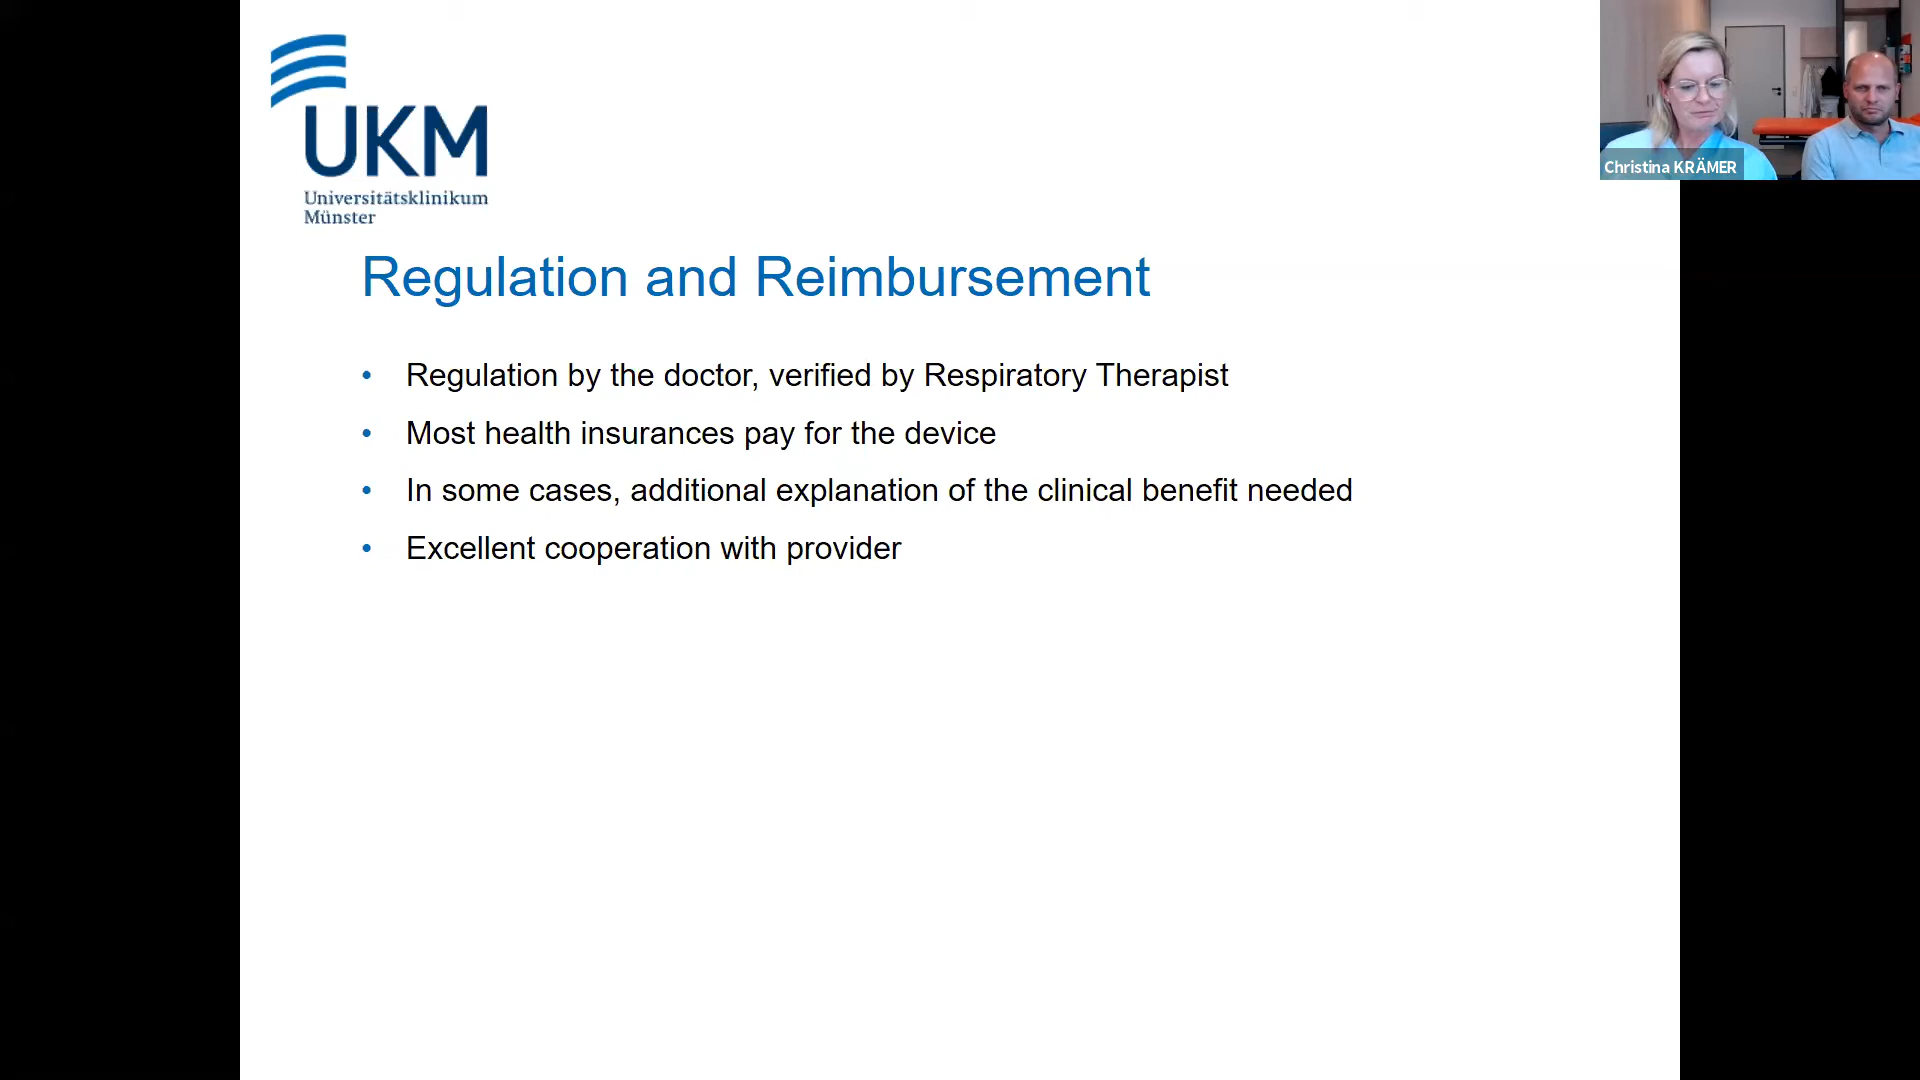 UKM
Universitätsklinikum
Münster
Christina KRÄMER
Regulation and Reimbursement
• Regulation by the doctor, verified by Respiratory Therapist
• Most health insurances pay for the device
• In some cases, additional explanation of the clinical benefit needed
• Excellent cooperation with provider